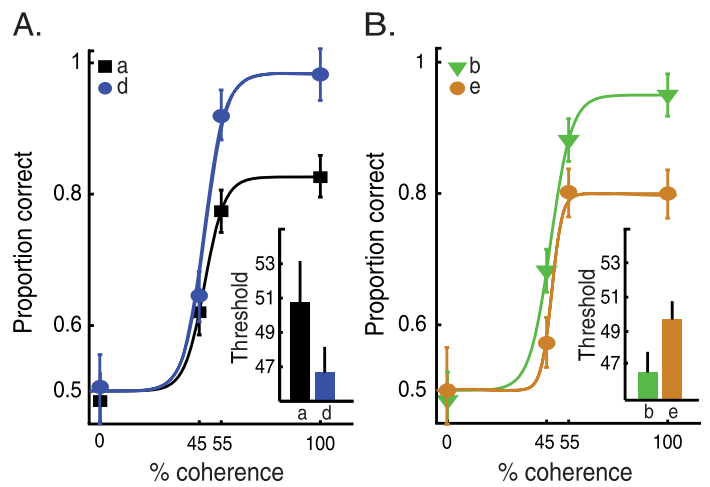 A.
a
d
Proportion correct
1
0.8
0.6
0.5
0
45
55
100
% coherence
Threshold
53
51
49
47
a
d
B.
b
e
Proportion correct
1
0.8
0.6
0.5
0
45
55
100
% coherence
Threshold
53
51
49
47
b
e